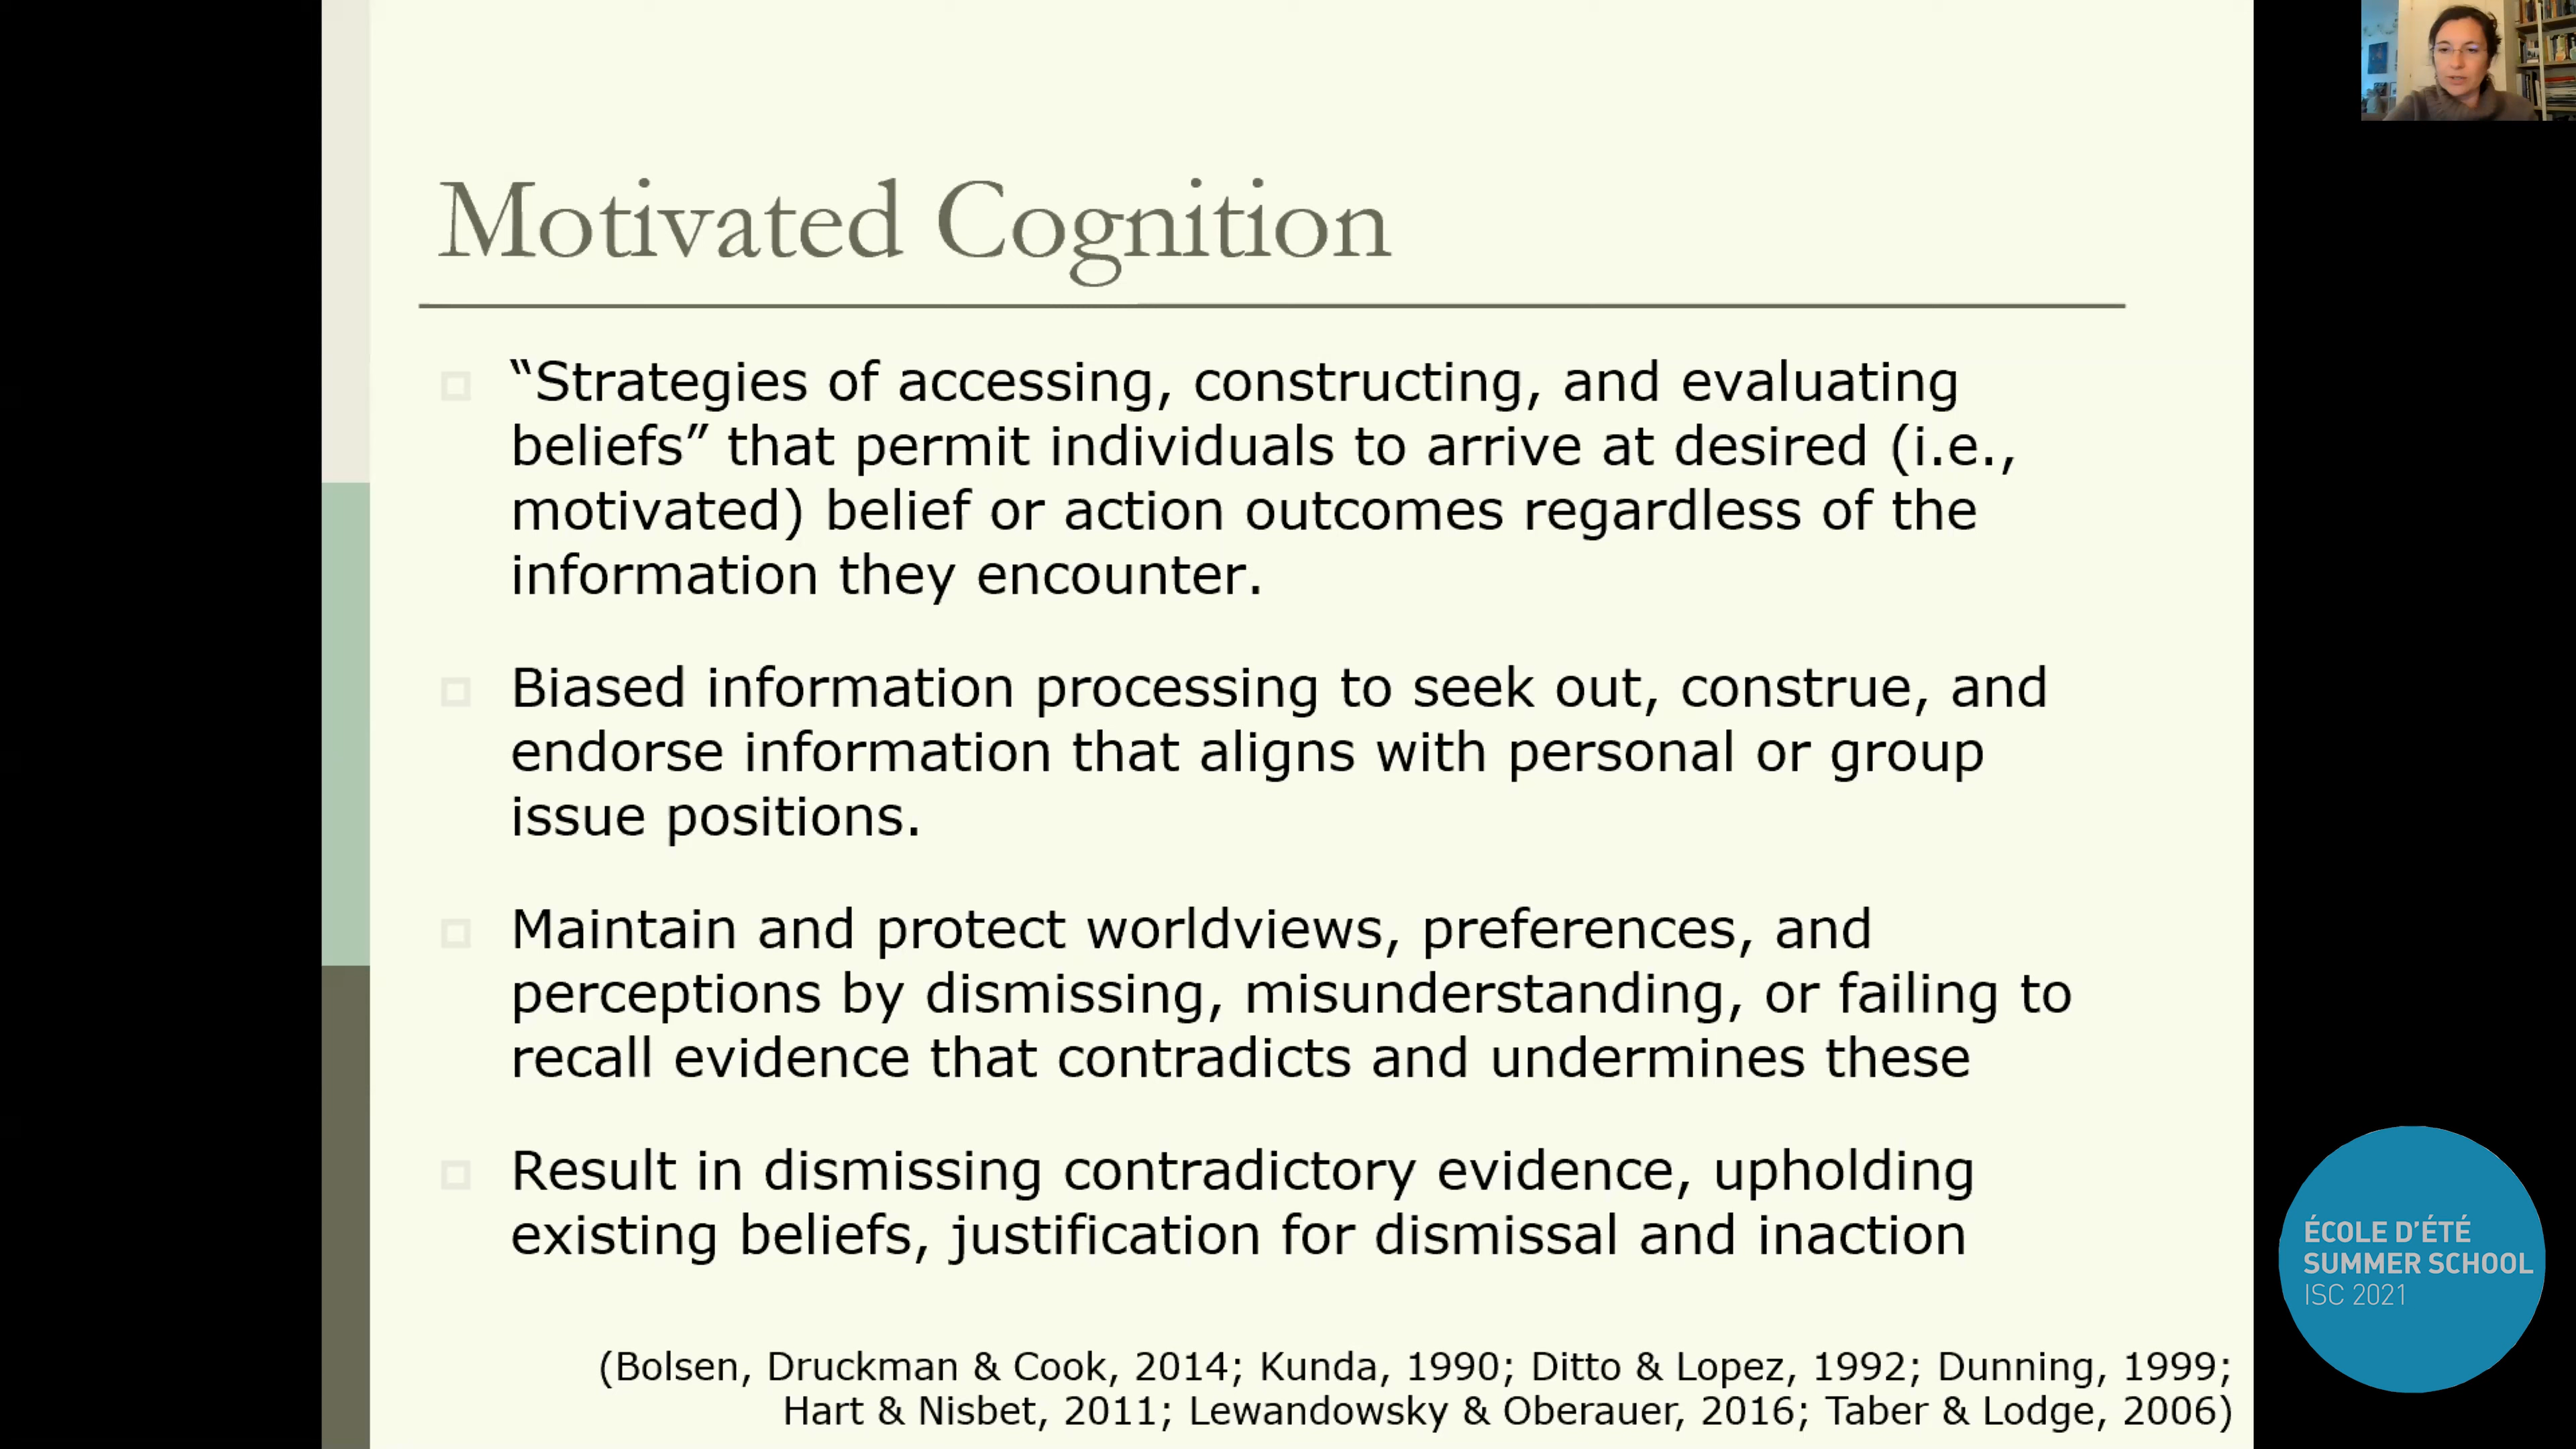 Motivated Cognition
“Strategies of accessing, constructing, and evaluating
beliefs” that permit individuals to arrive at desired (i.e.,
motivated) belief or action outcomes regardless of the
information they encounter.
Biased information processing to seek out, construe, and
endorse information that aligns with personal or group
issue positions.
Maintain and protect worldviews, preferences, and
perceptions by dismissing, misunderstanding, or failing to
recall evidence that contradicts and undermines these
Result in dismissing contradictory evidence, upholding
existing beliefs, justification for dismissal and inaction
(Bolsen, Druckman & Cook, 2014; Kunda, 1990; Ditto & Lopez, 1992; Dunning, 1999;
Hart & Nisbet, 2011; Lewandowsky & Oberauer, 2016; Taber & Lodge, 2006)
ÉCOLE D’ÉTÉ
SUMMER SCHOOL
ISC 2021